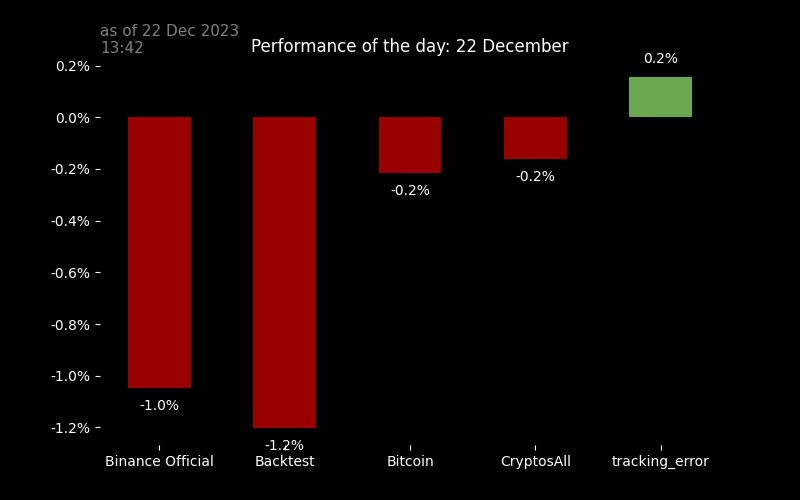 as of 22 Dec 2023
13:42
Performance of the day: 22 December
0.2%
0.2%
0.0%
-0.2%
-0.2%
-0.2%
-0.4%
-0.6%
-0.8%
-1.0%
-1.0%
-1.2%
-1.2%
Binance Official
Backtest
Bitcoin
CryptosAll
tracking_error